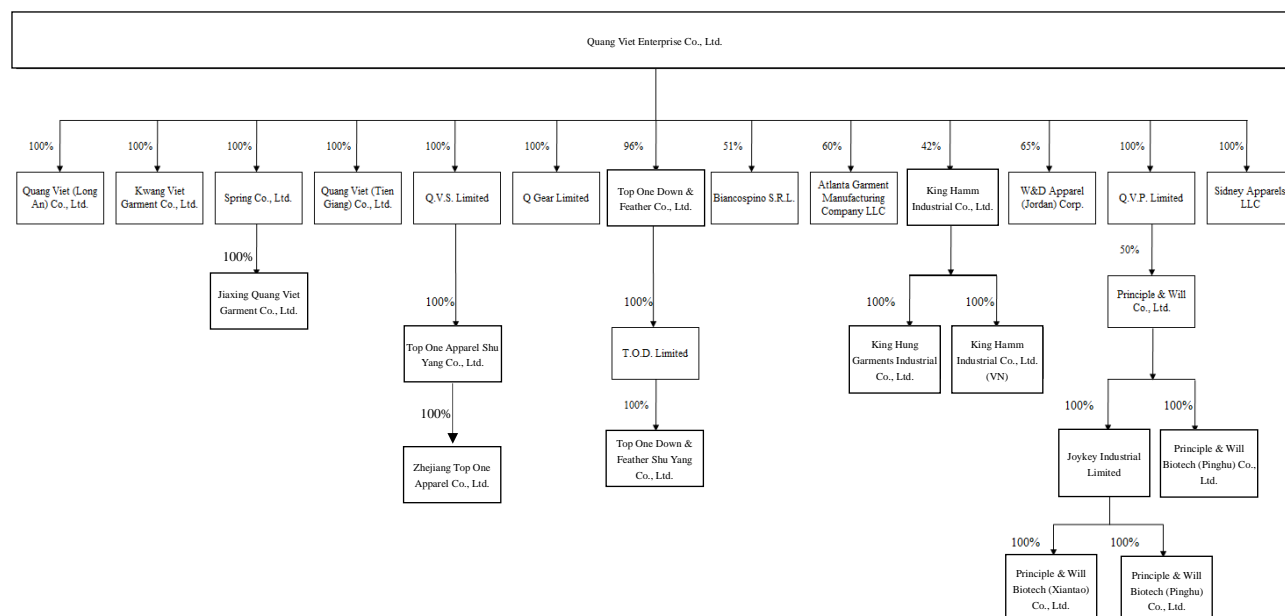 Quang Viet Enterprise Co., Ltd.
100%
100%
100%
100%
100%
100%
96%
51%
60%
42%
65%
100%
100%
Quang Viet (Long
An) Co., Ltd.
Kwang Viet
Garment Co., Ltd.
Spring Co., Ltd.
Quang Viet (Tien
Giang) Co., Ltd.
Q.V.S. Limited
Q Gear Limited
Top One Down &
Feather Co., Ltd.
Biancospino S.R.L.
Atlanta Garment
Manufacturing
Company LLC
King Hamm
Industrial Co., Ltd.
W&D Apparel
(Jordan) Corp.
Q.V.P. Limited
Sidney Apparels
LLC
100%
Jiaxing Quang Viet
Garment Co., Ltd.
50%
Principle & Will
Co., Ltd.
100%
Top One Apparel Shu
Yang Co., Ltd.
100%
T.O.D. Limited
100%
King Hung
Garments Industrial
Co., Ltd.
100%
King Hamm
Industrial Co., Ltd.
(VN)
100%
Zhejiang Top One
Apparel Co., Ltd.
100%
Top One Down &
Feather Shu Yang
Co., Ltd.
100%
Joykey Industrial
Limited
100%
Principle & Will
Biotech (Pinghu) Co.,
Ltd.
100%
Principle & Will
Biotech (Xiantao)
Co., Ltd.
100%
Principle & Will
Biotech (Pinghu)
Co., Ltd.